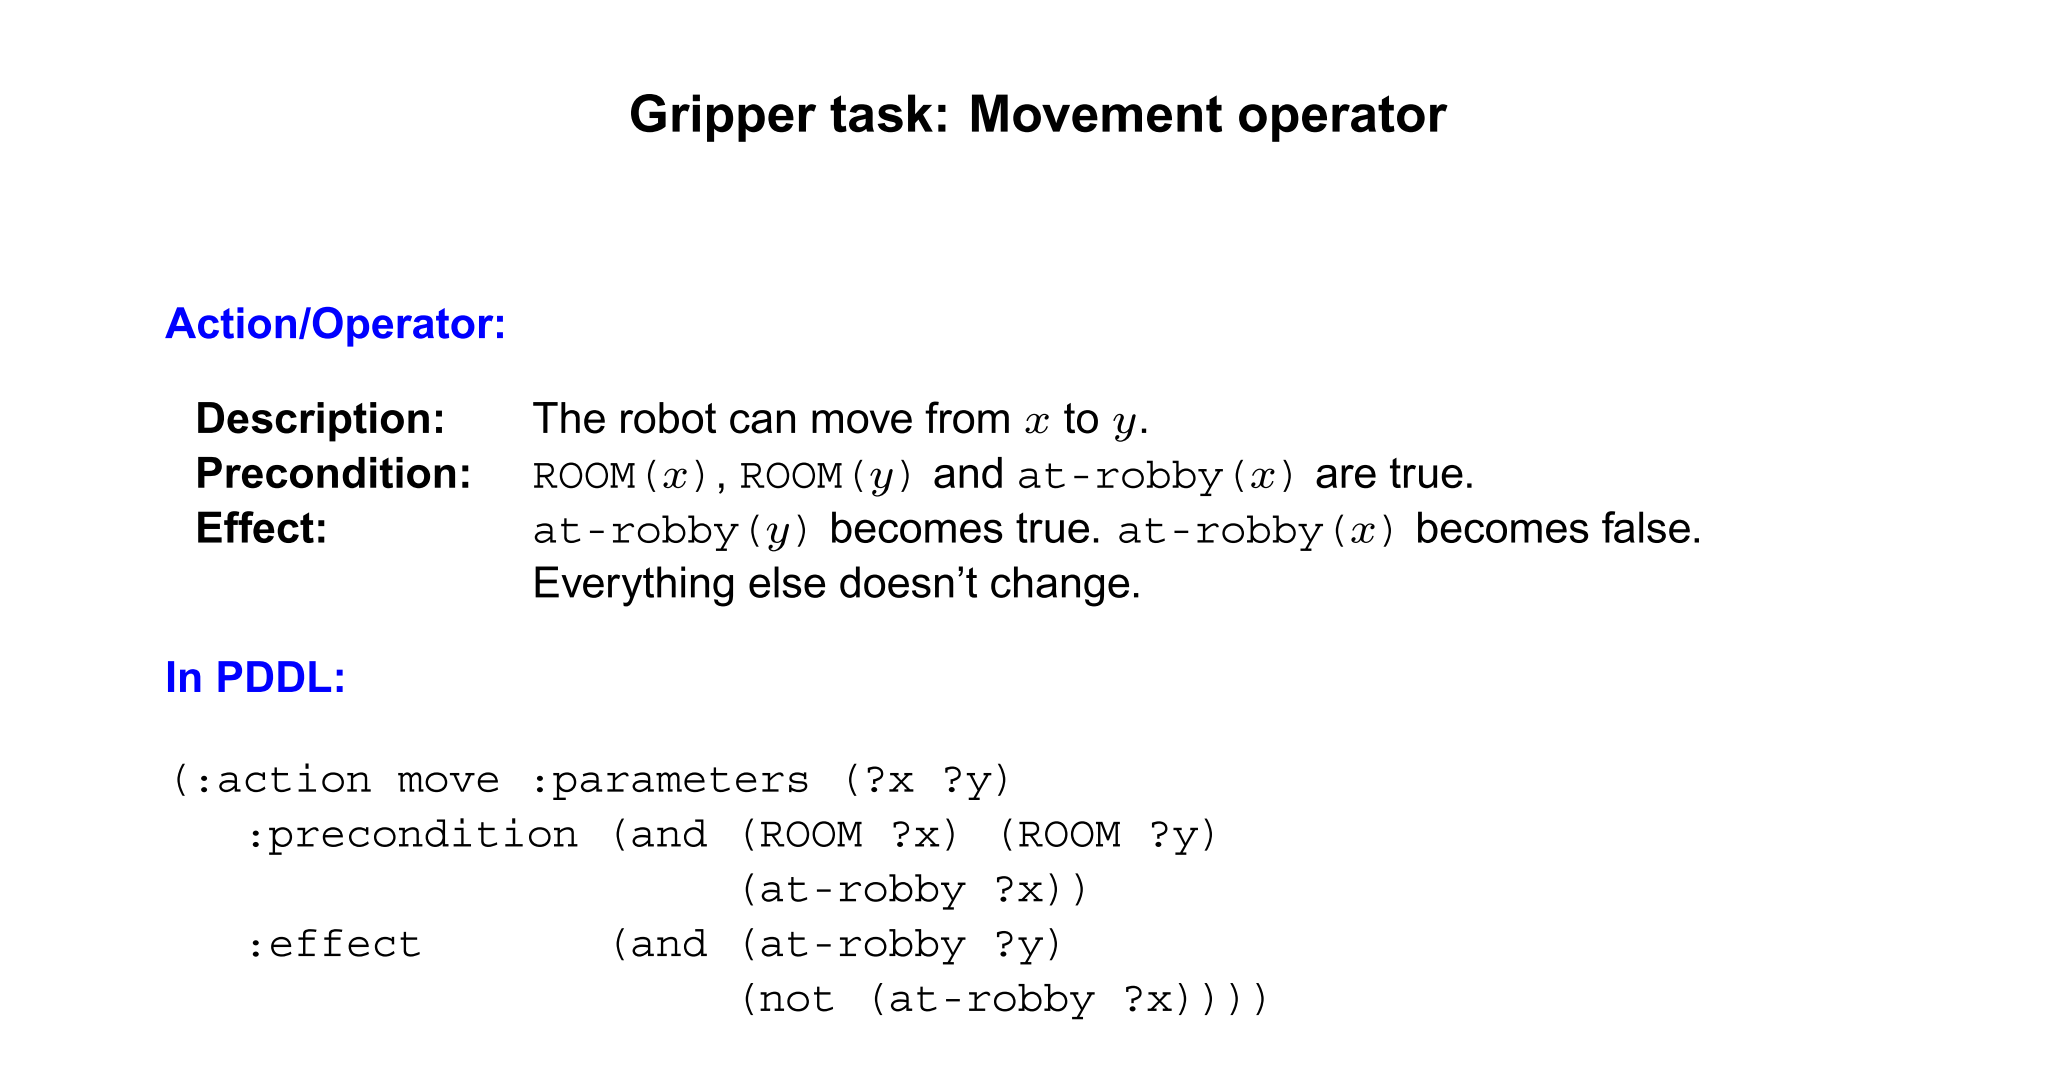 Gripper task: Movement operator
Action/Operator:
Description: The robot can move from x to y.
Precondition: ROOM(x), ROOM(y) and at-robby(x) are true.
Effect: at-robby(y) becomes true. at-robby(x) becomes false.
Everything else doesn’t change.
In PDDL:
(:action move :parameters (?x ?y)
:precondition (and (ROOM ?x) (ROOM ?y)
(at-robby ?x))
:effect (and (at-robby ?y)
(not (at-robby ?x))))